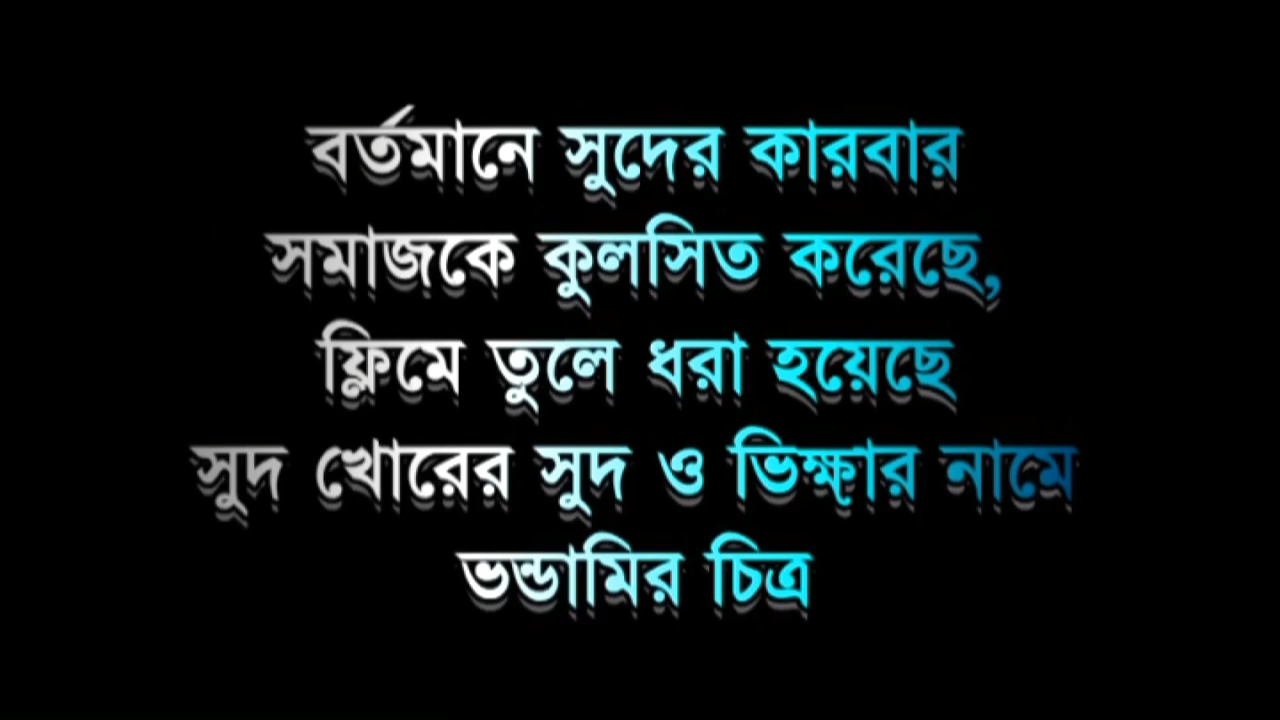 বর্তমানে সুদের কারবার
সমাজকে কুলসিত করেছে,
ফ্লিমে তুলে ধরা হয়েছে
সুদ খোরের সুদ ও ভিক্ষার নামে
ভন্ডামির চিত্র